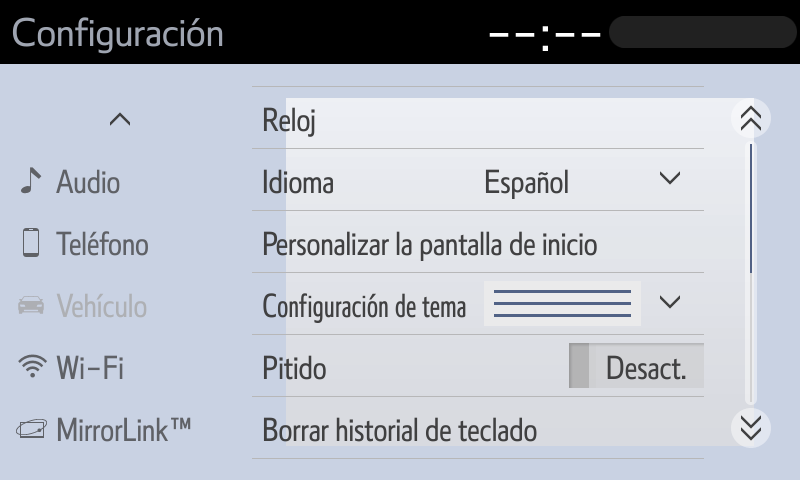 Configuración --:--
Reloj
Audio
Idioma Español
Teléfono
Personalizar la pantalla de inicio
Vehículo
Configuración de tema
Wi-Fi
Pitido Desact.
MirrorLink™
Borrar historial de teclado